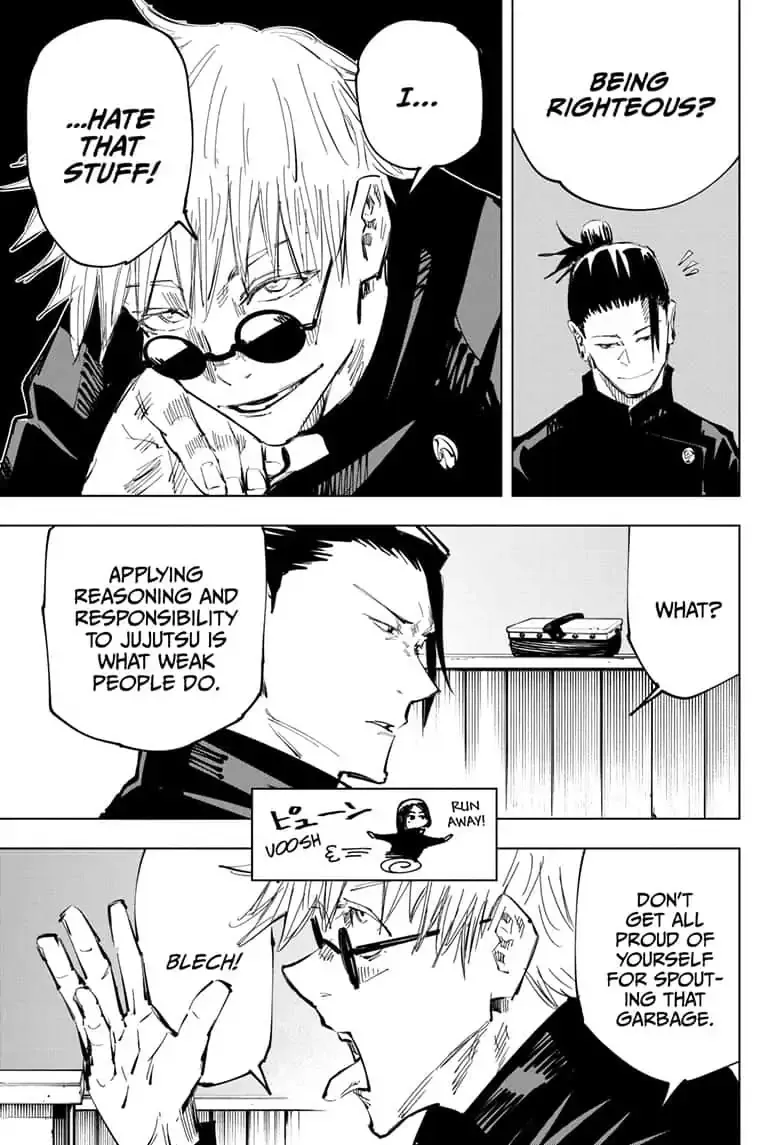 BEING
RIGHTEOUS?
I...
...HATE
THAT
STUFF!
WHAT?
APPLYING
REASONING AND
RESPONSIBILITY
TO JUJUTSU IS
WHAT WEAK
PEOPLE DO.
ピューン
VOOSH
RUN
AWAY!
DON'T
GET ALL
PROUD OF
YOURSELF
FOR SPOUT-
ING THAT
GARBAGE.
BLECH!